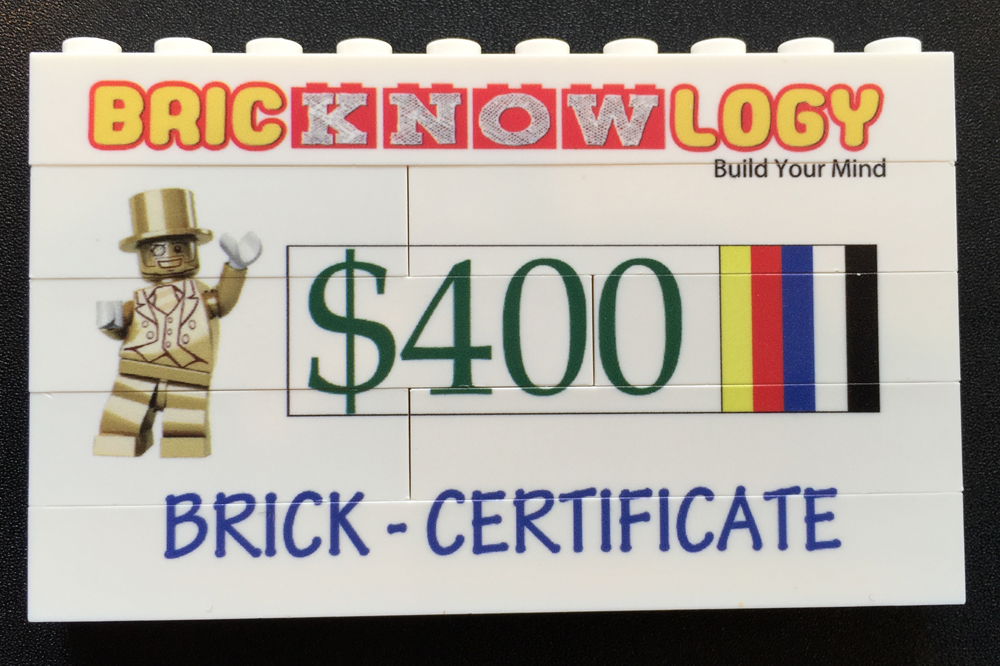 BRICKNOWLOGY
Build Your Mind
$400
BRICK - CERTIFICATE